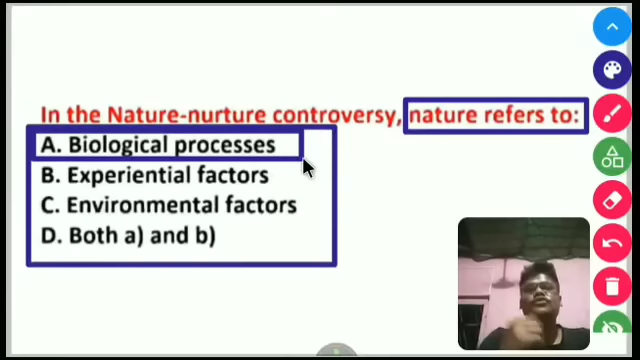 In the Nature-nurture controversy, nature refers to:
A. Biological processes
B. Experiential factors
C. Environmental factors
D. Both a) and b)